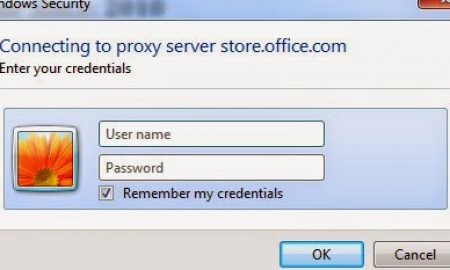 ndows Security
Connecting to proxy server store.office.com
Enter your credentials
User name
Password
Remember my credentials
OK
Cancel